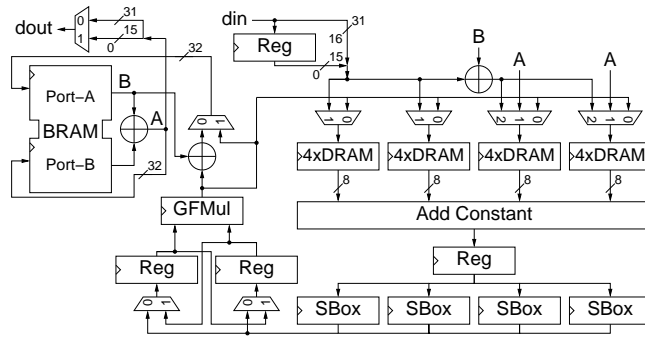 dout 0 1 31 15 0
32
din 31 16 15 0
Reg
B A A
Port-A B 0 1
BRAM A
Port-B 32
1 0 1 0 2 1 0 2 1 0
4xDRAM 4xDRAM 4xDRAM 4xDRAM
8 8 8 8
GFMul
Add Constant
Reg Reg Reg
0 1 0 1
SBox SBox SBox SBox